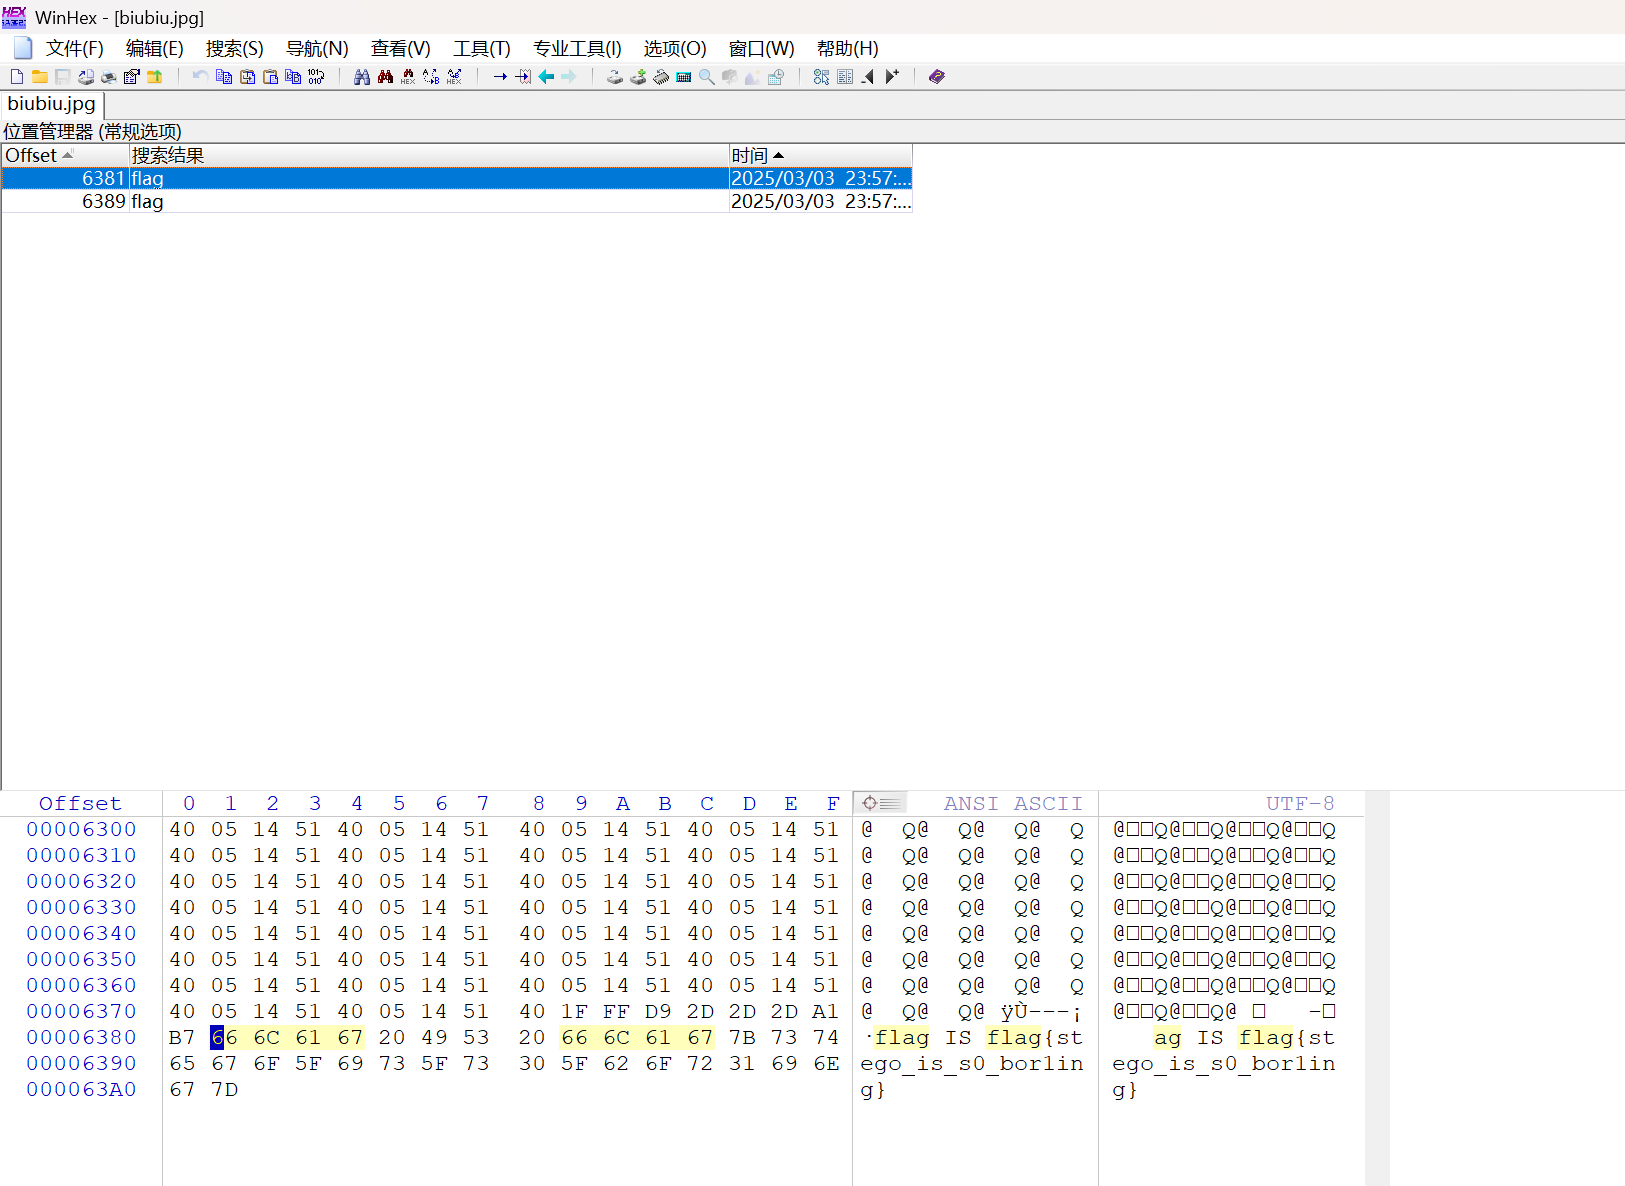 WinHex - [biubiu.jpg]
文件(F) 编辑(E) 搜索(S) 导航(N) 查看(V) 工具(T) 专业工具(I) 选项(O) 窗口(W) 帮助(H)
biubiu.jpg
位置管理器 (常规选项)
Offset 搜索结果 时间
6381 flag 2025/03/03 23:57:...
6389 flag 2025/03/03 23:57:...
Offset 0 1 2 3 4 5 6 7 8 9 A B C D E F ANSI ASCII UTF-8
00006300 40 05 14 51 40 05 14 51 40 05 14 51 40 05 14 51 @ Q@ Q@ Q@ Q @□□Q@□□Q@□□Q@□□Q
00006310 40 05 14 51 40 05 14 51 40 05 14 51 40 05 14 51 @ Q@ Q@ Q@ Q @□□Q@□□Q@□□Q@□□Q
00006320 40 05 14 51 40 05 14 51 40 05 14 51 40 05 14 51 @ Q@ Q@ Q@ Q @□□Q@□□Q@□□Q@□□Q
00006330 40 05 14 51 40 05 14 51 40 05 14 51 40 05 14 51 @ Q@ Q@ Q@ Q @□□Q@□□Q@□□Q@□□Q
00006340 40 05 14 51 40 05 14 51 40 05 14 51 40 05 14 51 @ Q@ Q@ Q@ Q @□□Q@□□Q@□□Q@□□Q
00006350 40 05 14 51 40 05 14 51 40 05 14 51 40 05 14 51 @ Q@ Q@ Q@ Q @□□Q@□□Q@□□Q@□□Q
00006360 40 05 14 51 40 05 14 51 40 05 14 51 40 05 14 51 @ Q@ Q@ Q@ Q @□□Q@□□Q@□□Q@□□Q
00006370 40 05 14 51 40 05 14 51 40 1F FF D9 2D 2D 2D A1 @ Q@ Q@ ÿÙ---¡ @□□Q@□□Q@ □ -□
00006380 B7 66 6C 61 67 20 49 53 20 66 6C 61 67 7B 73 74 ·flag IS flag{st ag IS flag{st
00006390 65 67 6F 5F 69 73 5F 73 30 5F 62 6F 72 31 69 6E ego_is_s0_bor1in ego_is_s0_bor1in
000063A0 67 7D g} g}